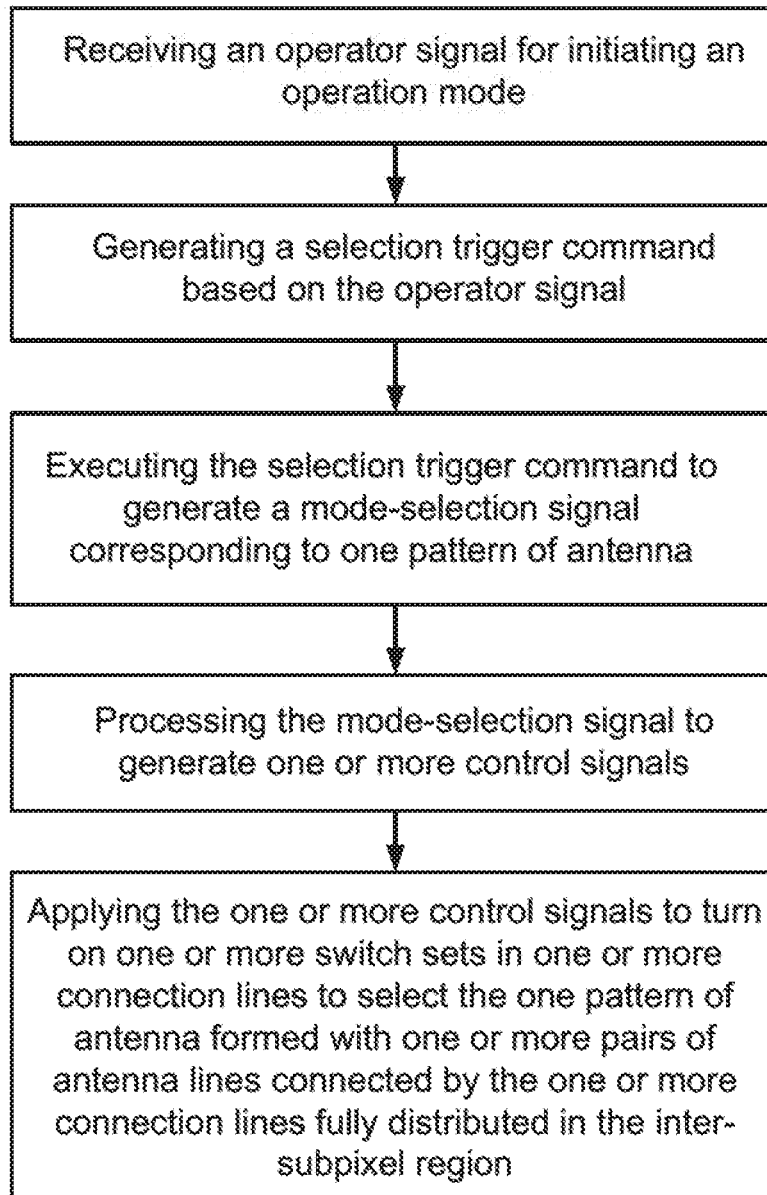 Receiving an operator signal for initiating an
operation mode
Generating a selection trigger command
based on the operator signal
Executing the selection trigger command to
generate a mode-selection signal
corresponding to one pattern of antenna
Processing the mode-selection signal to
generate one or more control signals
Applying the one or more control signals to turn
on one or more switch sets in one or more
connection lines to select the one pattern of
antenna formed with one or more pairs of
antenna lines connected by the one or more
connection lines fully distributed in the inter-
subpixel region